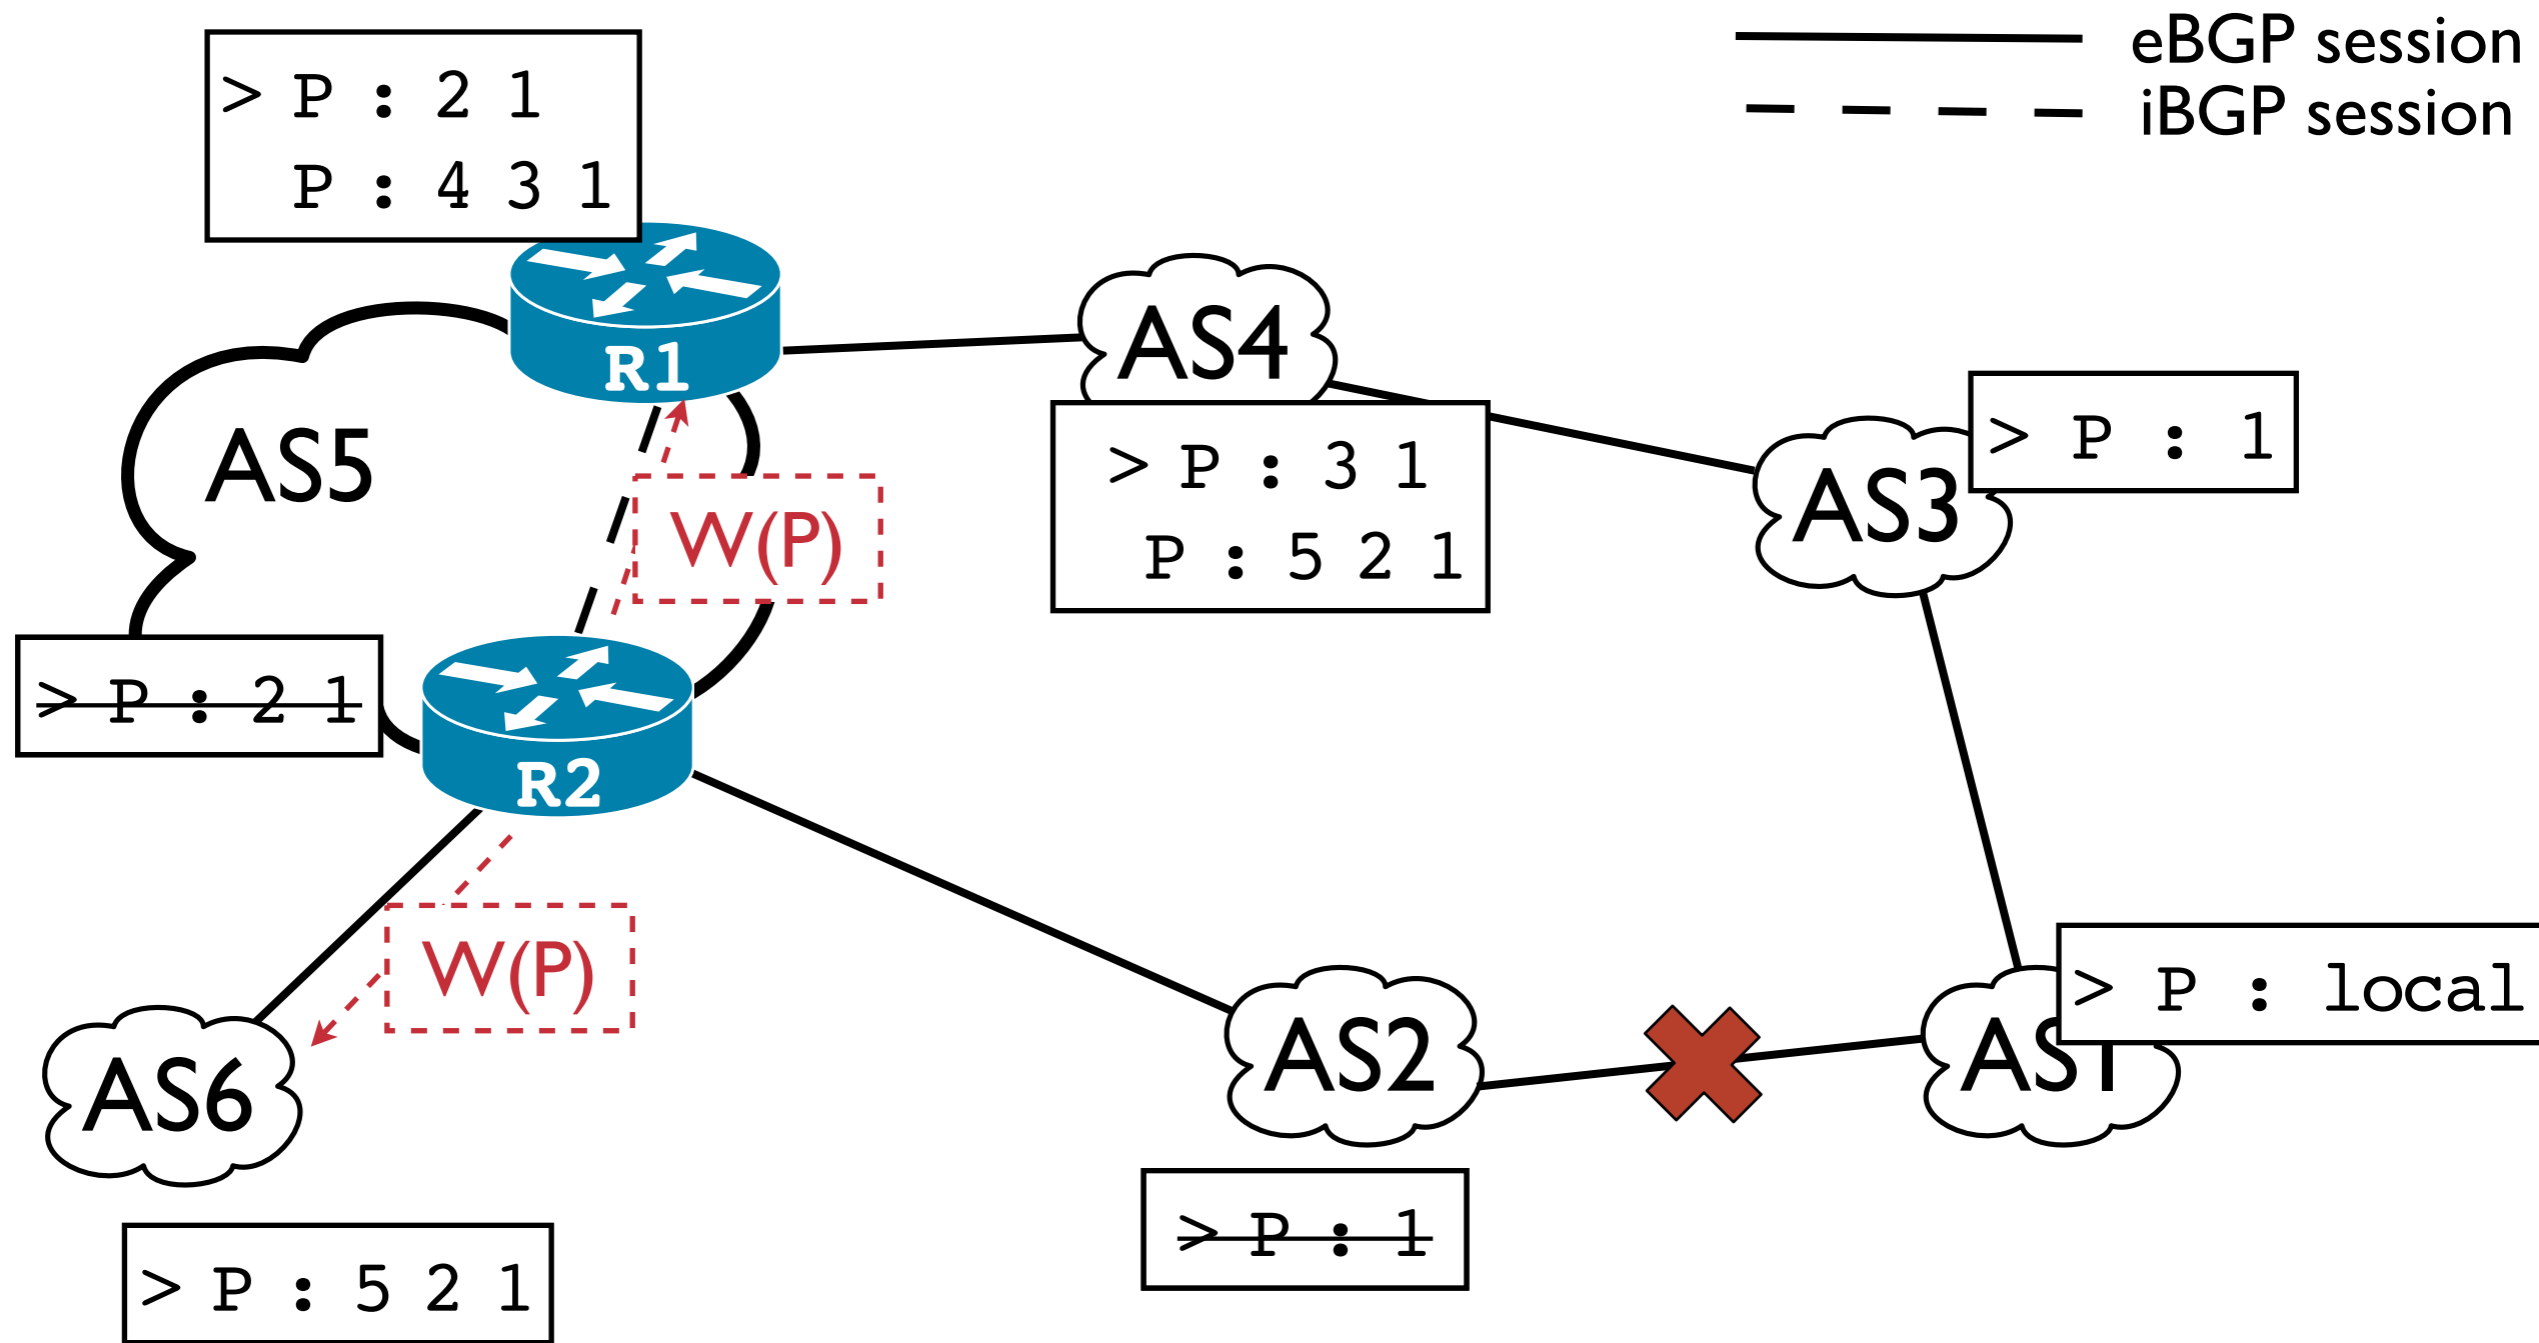 eBGP session
iBGP session
> P : 2 1
P : 4 3 1
R1
AS4
> P : 3 1
P : 5 2 1
AS3
> P : 1
AS5
W(P)
> P : 2 1
R2
W(P)
AS6
> P : 5 2 1
AS2
> P : 1
AS1
> P : local